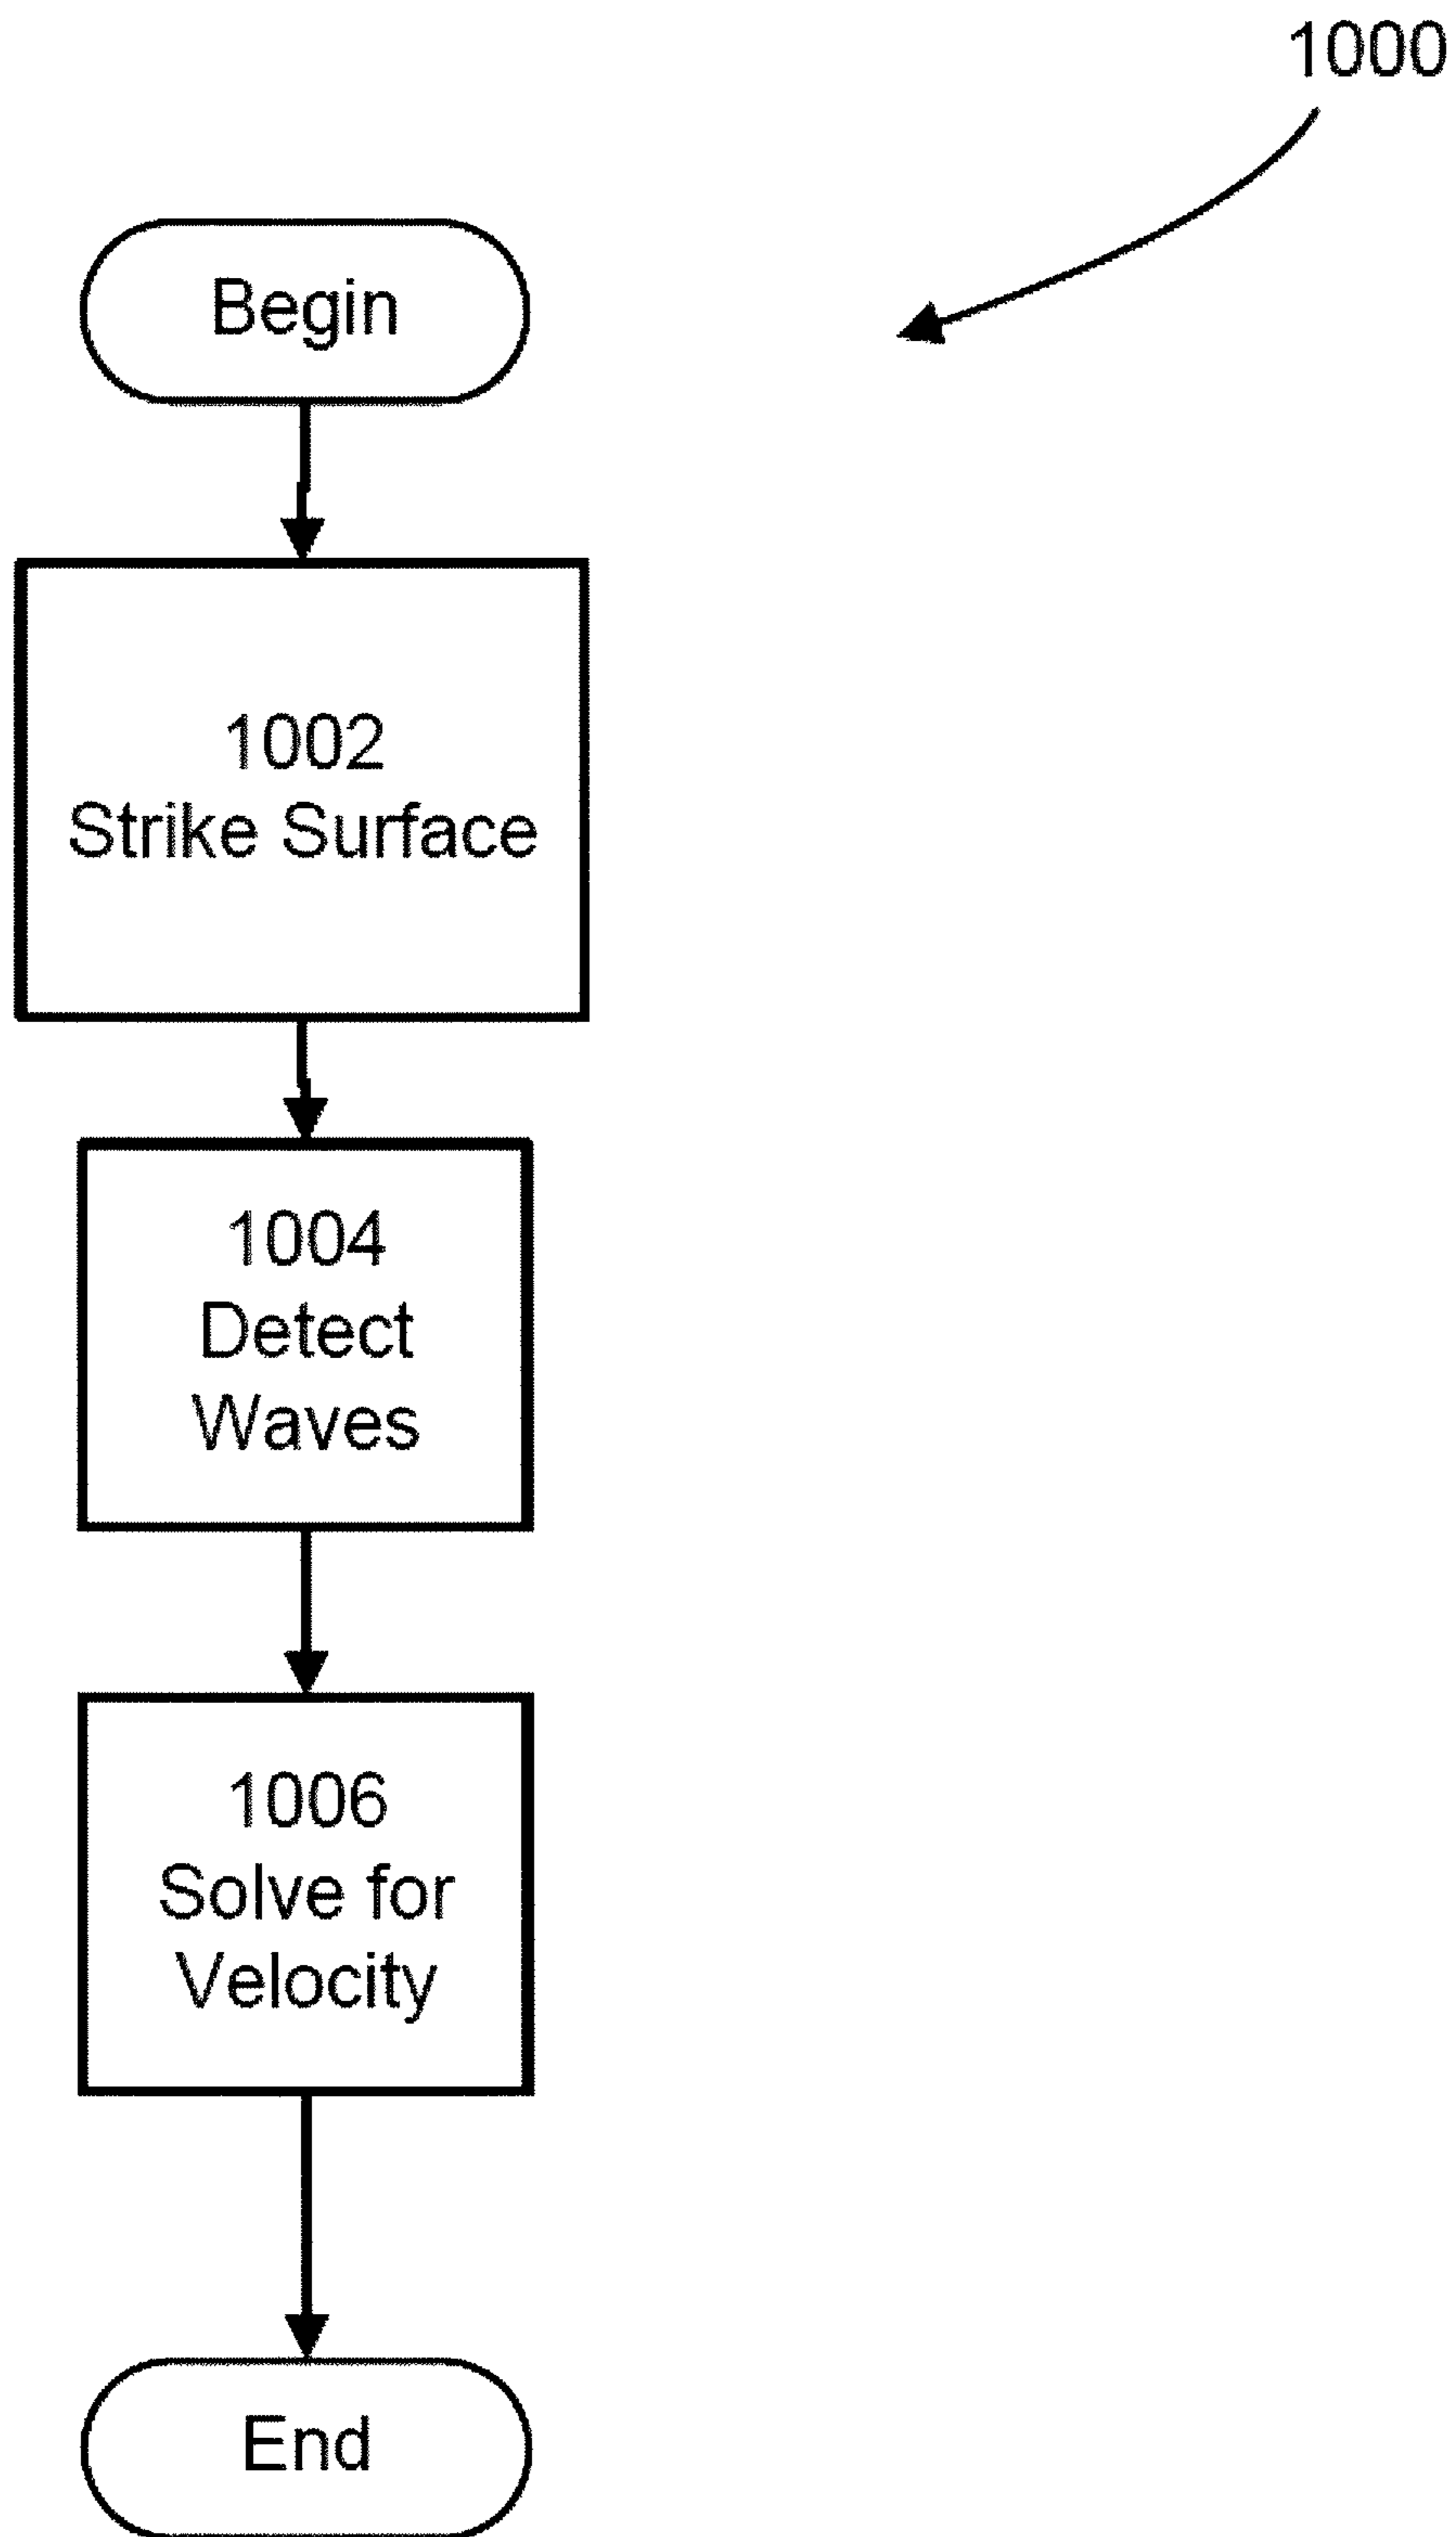 1000
Begin
1002
Strike Surface
1004
Detect
Waves
1006
Solve for
Velocity
End